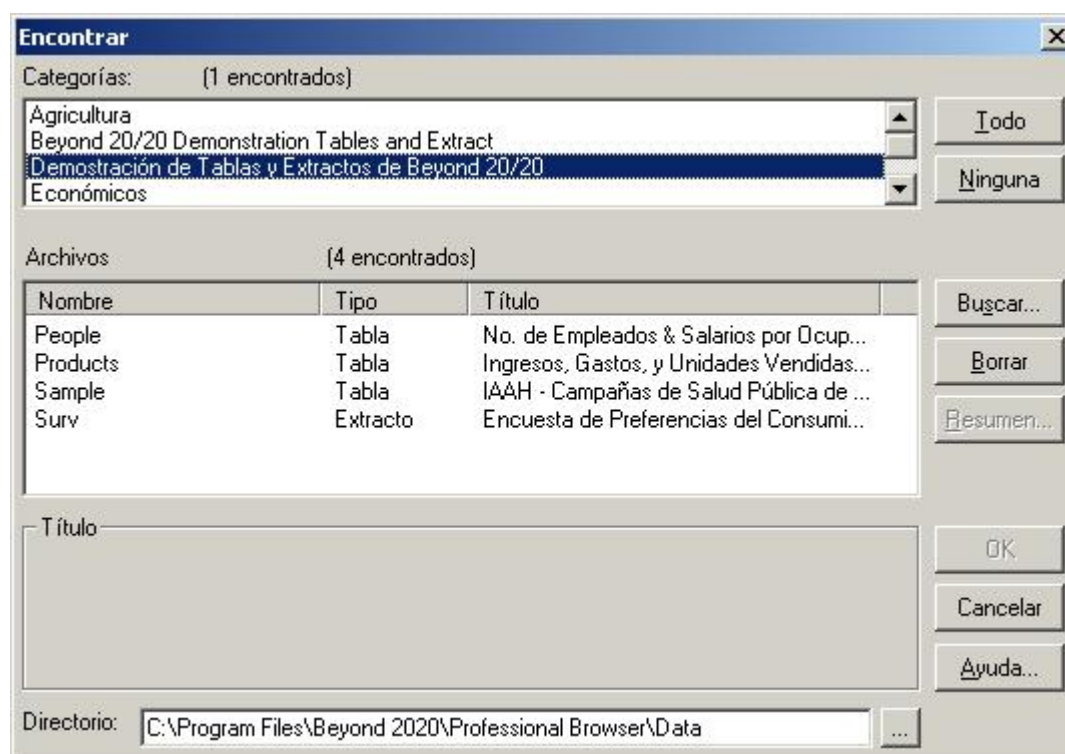 Encontrar
Categorías: (1 encontrados)
Agricultura
Beyond 20/20 Demonstration Tables and Extract
Demostración de Tablas y Extractos de Beyond 20/20
Económicos
Todo
Ninguna
Archivos (4 encontrados)
Nombre Tipo Título
People Tabla No. de Empleados & Salarios por Ocup...
Products Tabla Ingresos, Gastos, y Unidades Vendidas...
Sample Tabla IAAH - Campañas de Salud Pública de ...
Surv Extracto Encuesta de Preferencias del Consumi...
Buscar...
Borrar
Resumen...
Título
OK
Cancelar
Ayuda...
Directorio: C:\Program Files\Beyond 2020\Professional Browser\Data ...